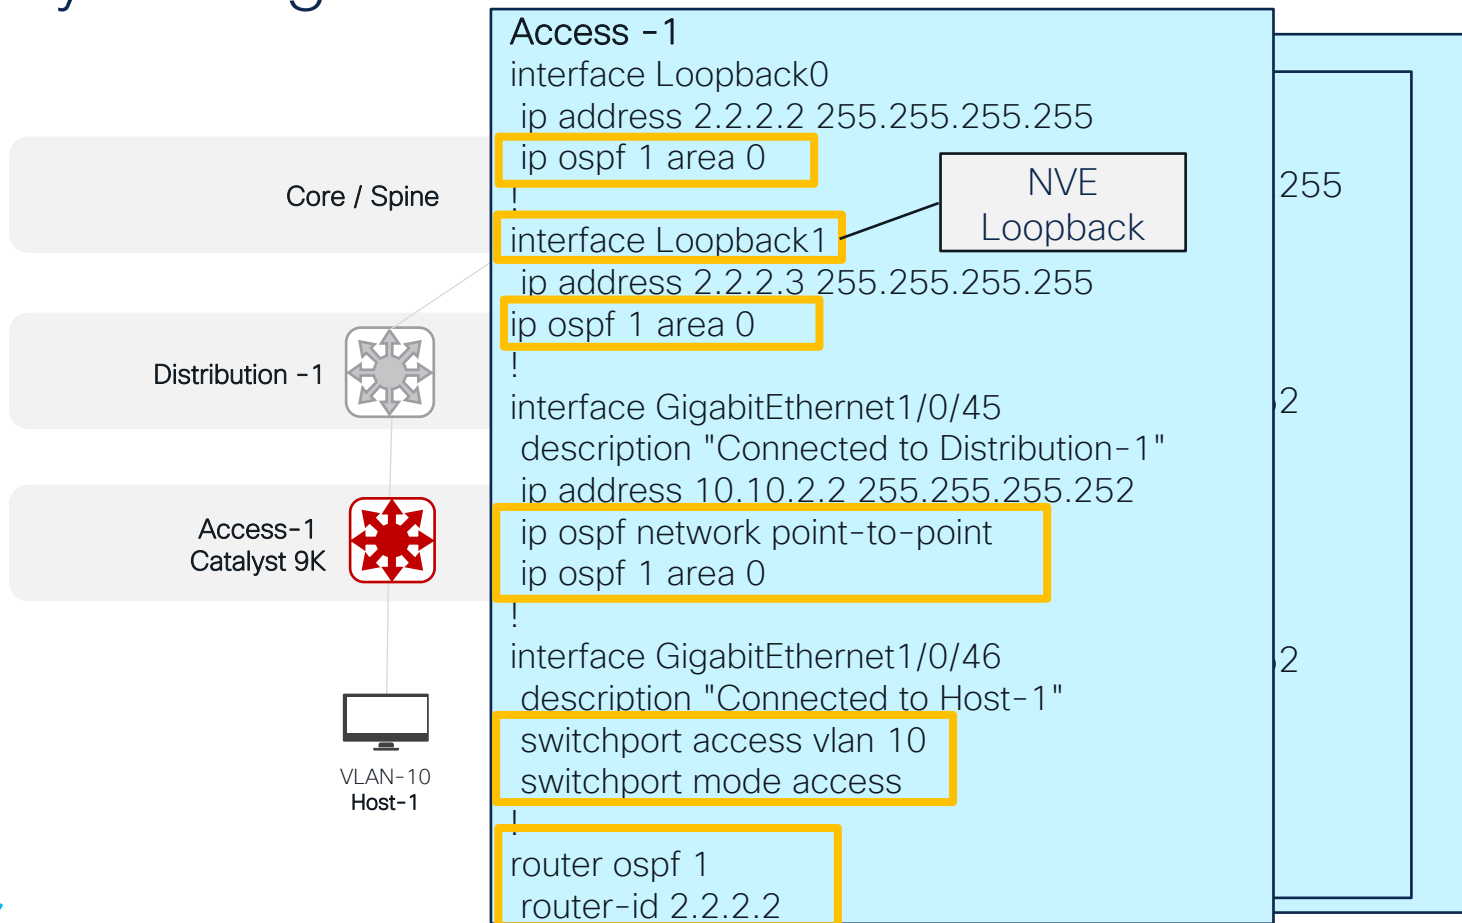 Access -1
interface Loopback0
ip address 2.2.2.2 255.255.255.255
ip ospf 1 area 0
!
interface Loopback1
ip address 2.2.2.3 255.255.255.255
ip ospf 1 area 0
!
interface GigabitEthernet1/0/45
description "Connected to Distribution-1"
ip address 10.10.2.2 255.255.255.252
ip ospf network point-to-point
ip ospf 1 area 0
!
interface GigabitEthernet1/0/46
description "Connected to Host-1"
switchport access vlan 10
switchport mode access
!
router ospf 1
router-id 2.2.2.2
NVE
Loopback
255
2
2
Core / Spine
Distribution -1
Access-1
Catalyst 9K
VLAN-10
Host-1